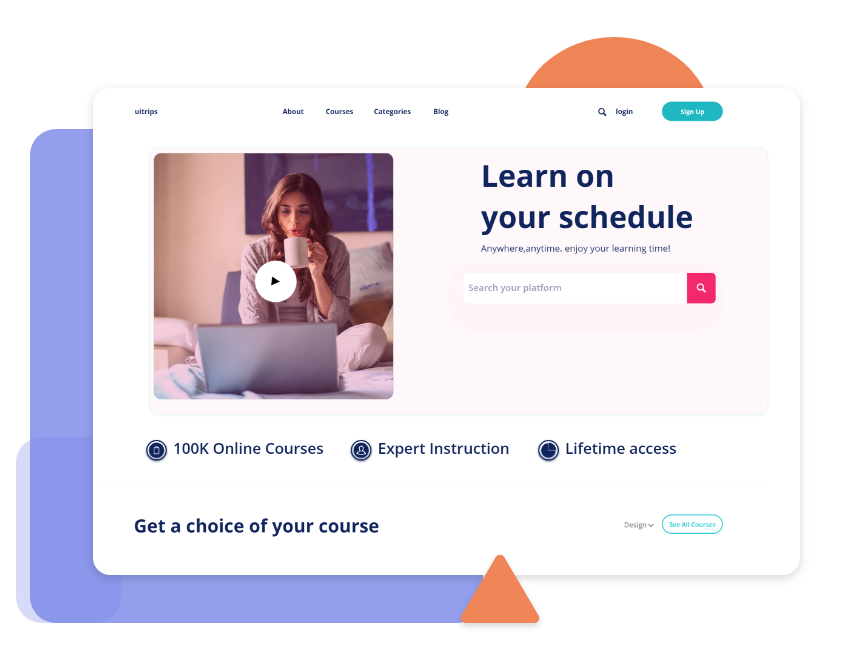 uitrips
About Courses Categories Blog
login
Sign Up
Learn on
your schedule
Anywhere,anytime. enjoy your learning time!
Search your platform
100K Online Courses
Expert Instruction
Lifetime access
Get a choice of your course
Design
See All Courses